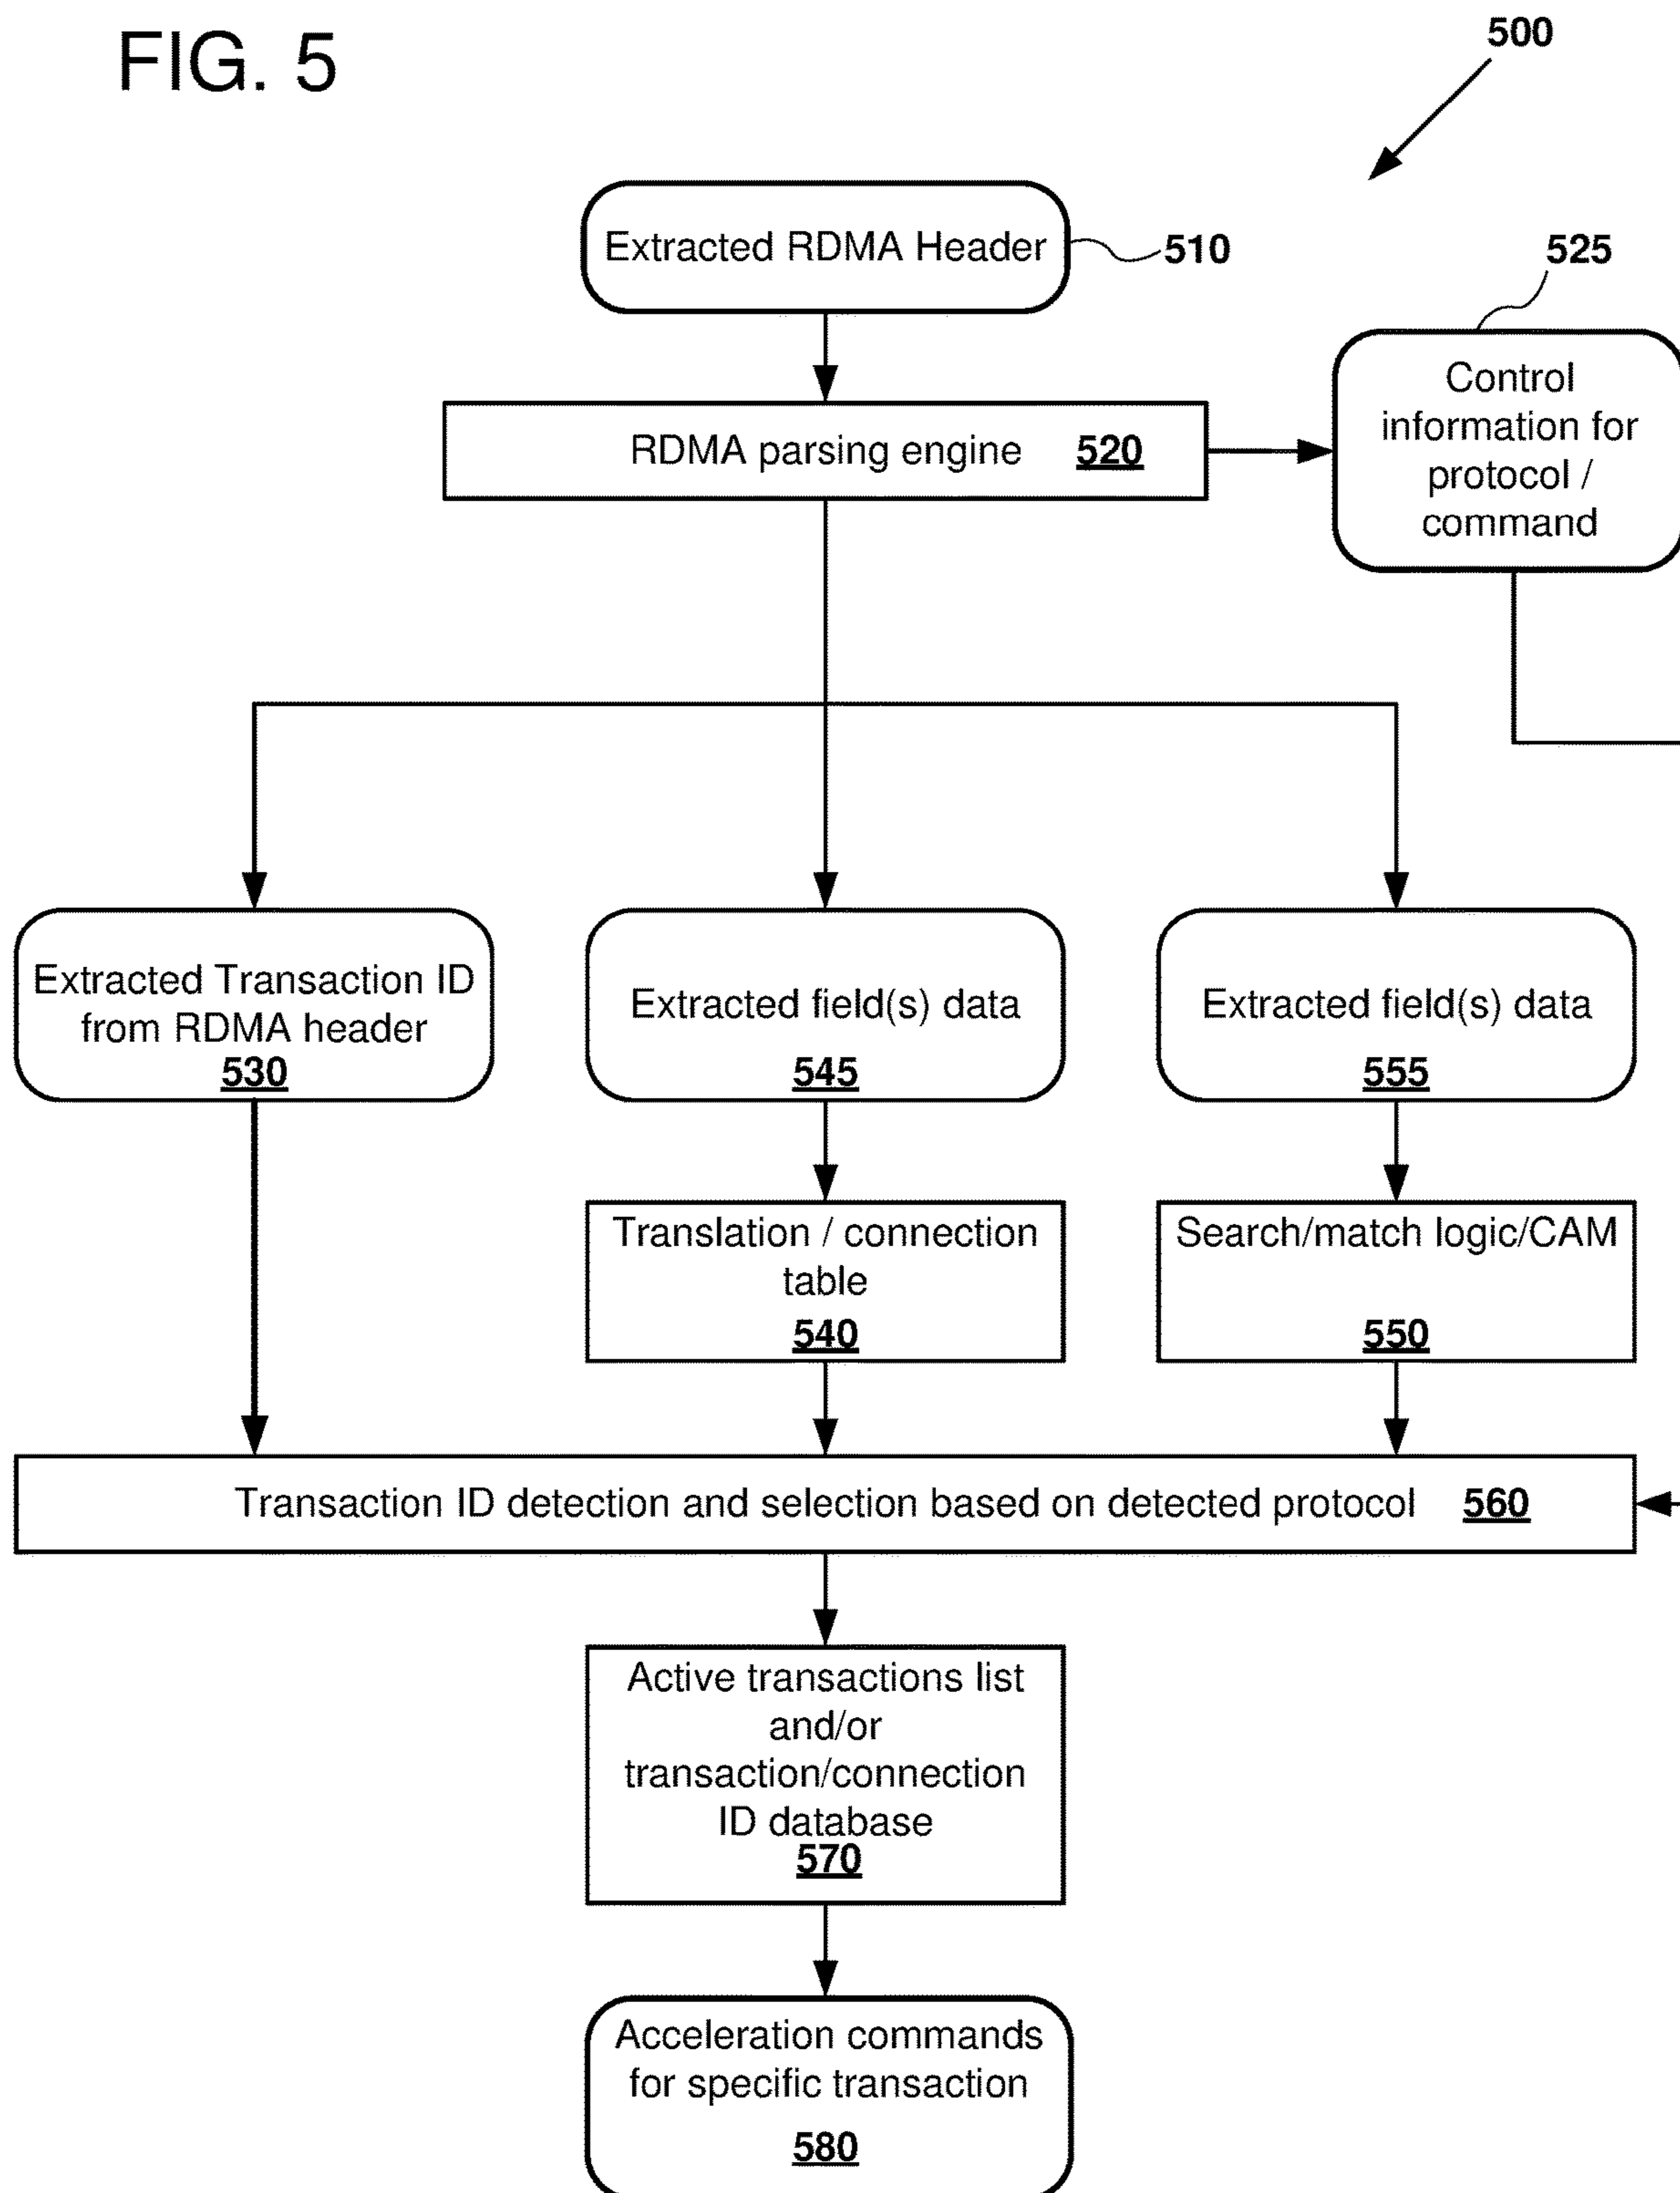 FIG. 5
500
Extracted RDMA Header
510
525
Control
information for
protocol /
command
RDMA parsing engine 520
Extracted Transaction ID
from RDMA header
530
Extracted field(s) data
545
Extracted field(s) data
555
Translation / connection
table
540
Search/match logic/CAM
550
Transaction ID detection and selection based on detected protocol 560
Active transactions list
and/or
transaction/connection
ID database
570
Acceleration commands
for specific transaction
580